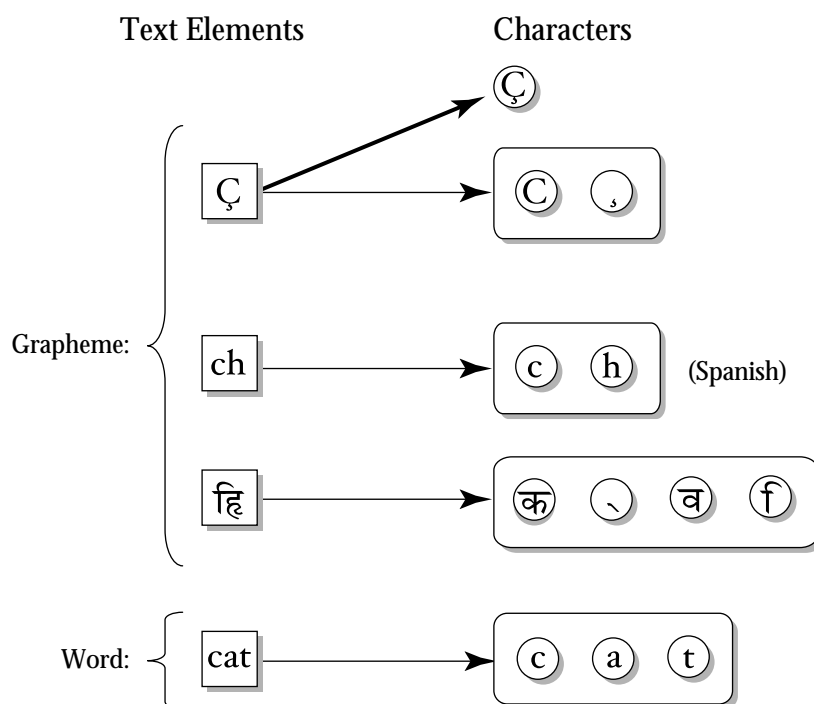 Text Elements Characters
Ç
Ç C ̧
Grapheme:
ch c h (Spanish)
क ् व ि
Word: cat c a t